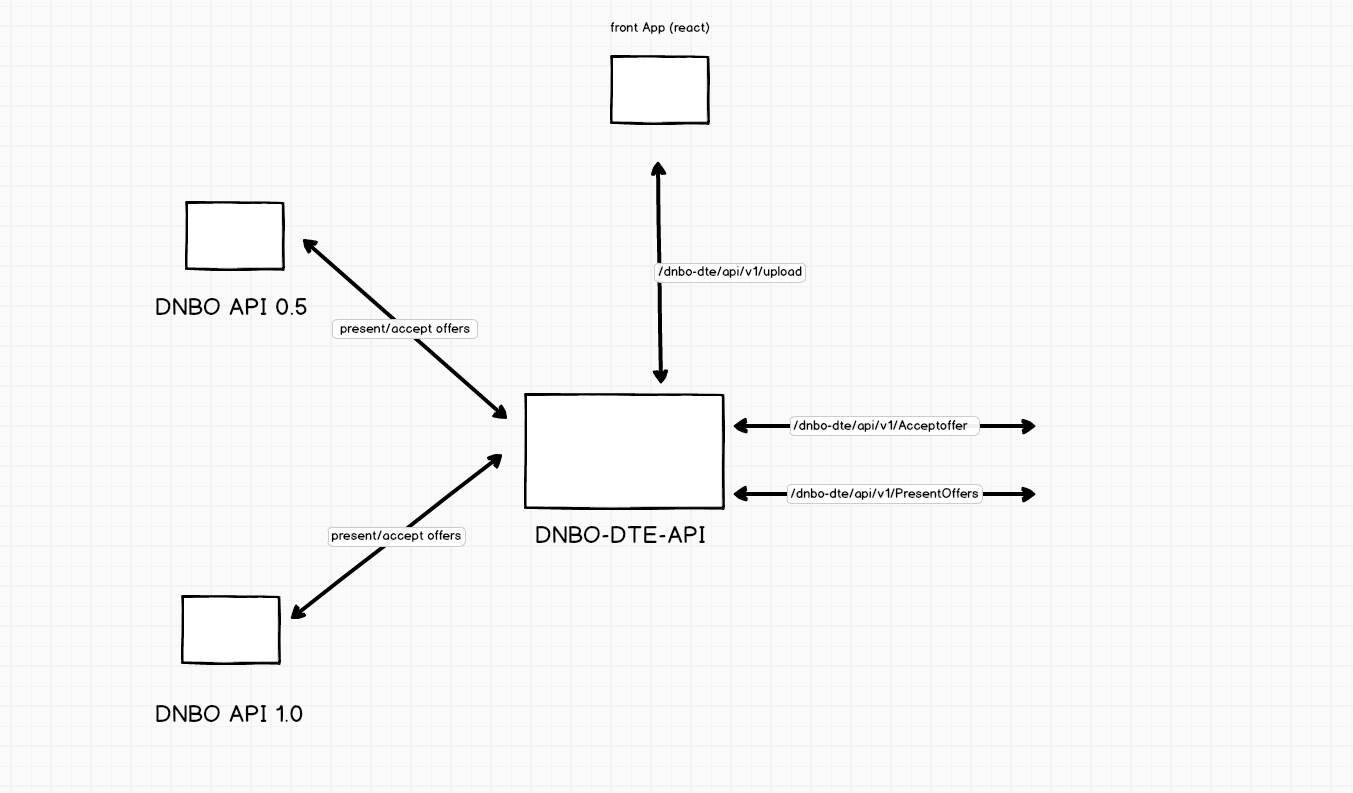 front App (react)
/dnbo-dte/api/v1/upload
DNBO API 0.5
present/accept offers
/dnbo-dte/api/v1/Acceptoffer
/dnbo-dte/api/v1/PresentOffers
DNBO-DTE-API
present/accept offers
DNBO API 1.0